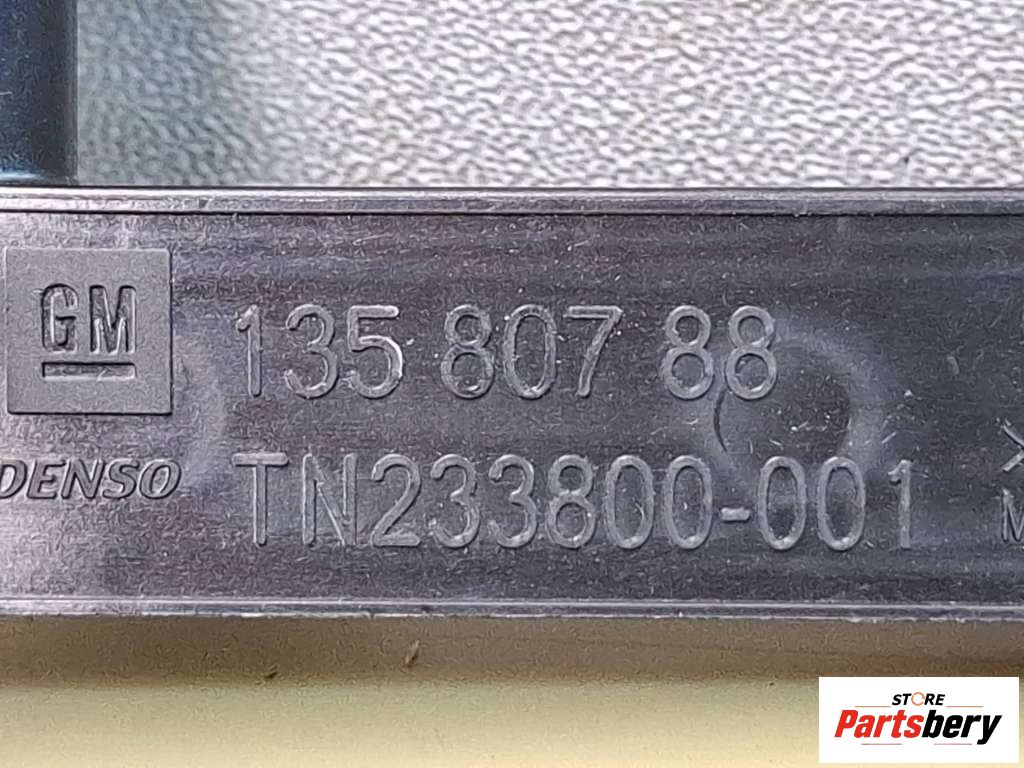 GM
135 807 88
DENSO
TN233800-001
M
STORE
Partsbery